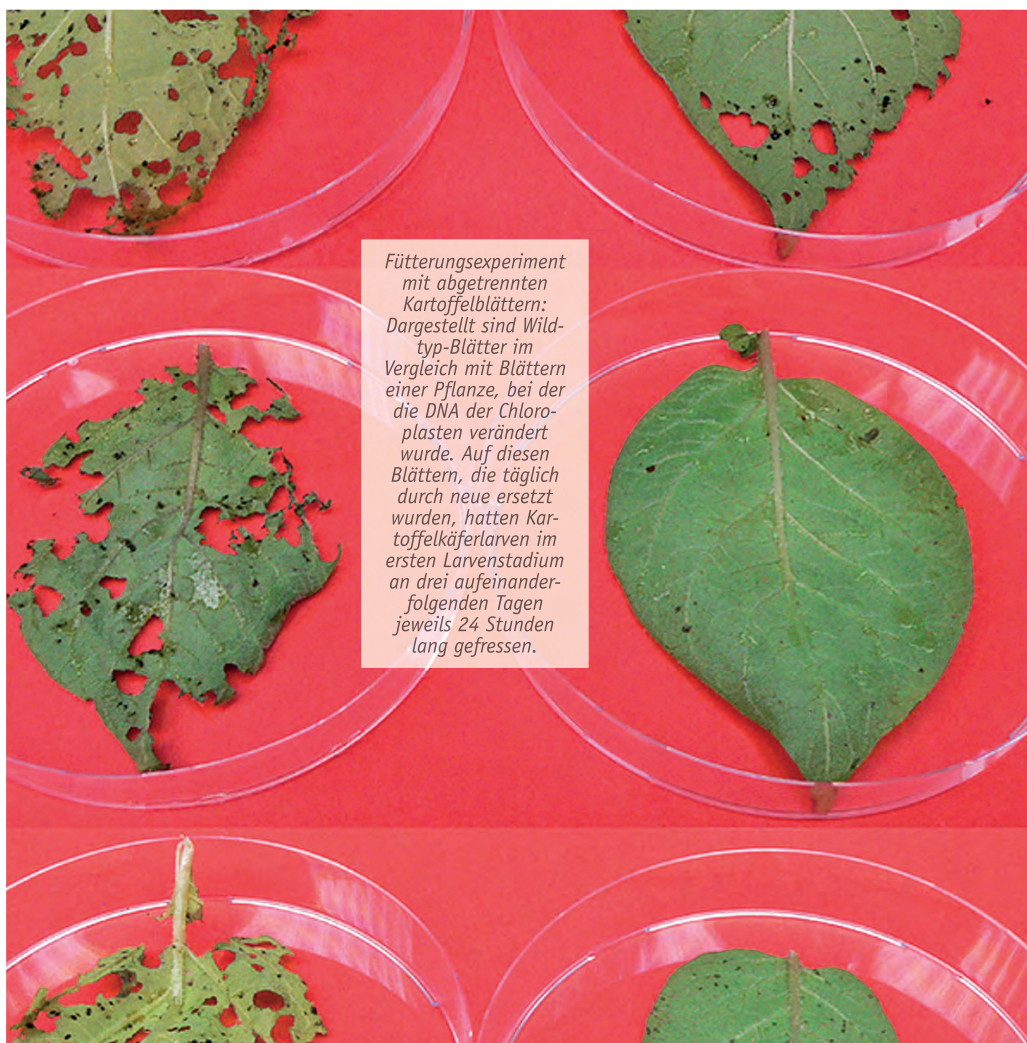 Fütterungsexperiment
mit abgetrennten
Kartoffelblättern:
Dargestellt sind Wild-
typ-Blätter im
Vergleich mit Blättern
einer Pflanze, bei der
die DNA der Chloro-
plasten verändert
wurde. Auf diesen
Blättern, die täglich
durch neue ersetzt
wurden, hatten Kar-
toffelkäferlarven im
ersten Larvenstadium
an drei aufeinander-
folgenden Tagen
jeweils 24 Stunden
lang gefressen.